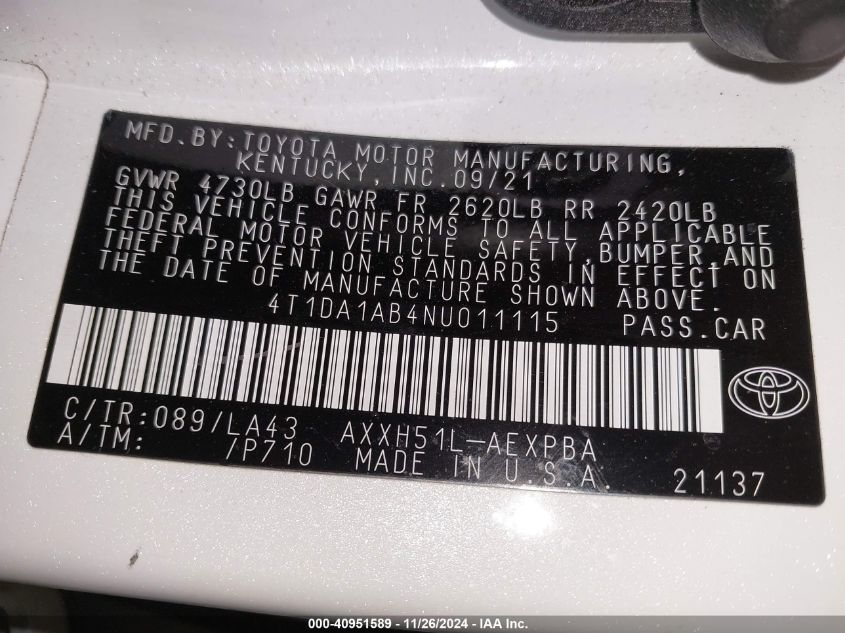 MFD.BY:TOYOTA MOTOR MANUFACTURING,
KENTUCKY,INC.09/21
GVWR 4730LB GAWR FR 2620LB RR 2420LB
THIS VEHICLE CONFORMS TO ALL APPLICABLE
FEDERAL MOTOR VEHICLE SAFETY,BUMPER,AND
THEFT PREVENTION STANDARDS IN EFFECT ON
THE DATE OF MANUFACTURE SHOWN ABOVE.
4T1DA1AB4NU011115 PASS.CAR
C/TR:089/LA43 AXXH51L-AEXPBA
A/TM: /P710 MADE IN U.S.A. 21137
000-40951589 - 11/26/2024 - IAA Inc.